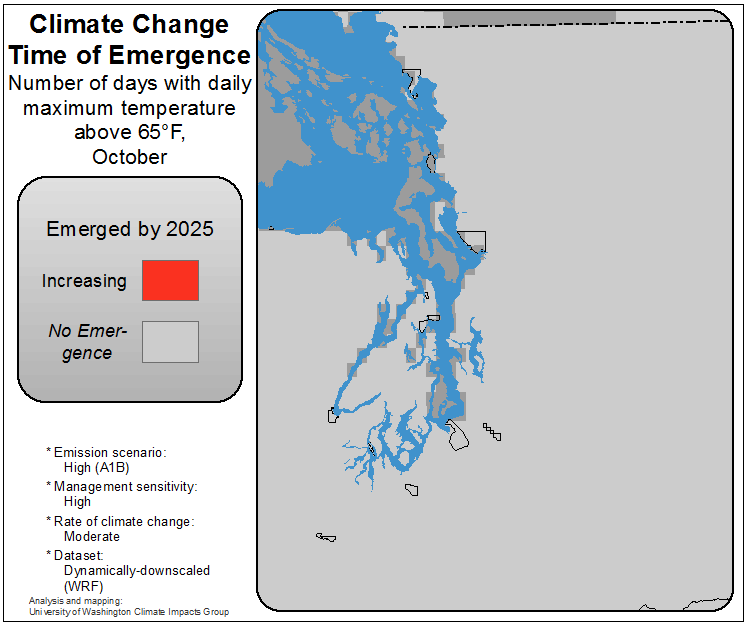 Climate Change
Time of Emergence
Number of days with daily
maximum temperature
above 65°F,
October
Emerged by 2025
Increasing
No Emer-
gence
* Emission scenario:
High (A1B)
* Management sensitivity:
High
* Rate of climate change:
Moderate
* Dataset:
Dynamically-downscaled
(WRF)
Analysis and mapping:
University of Washington Climate Impacts Group